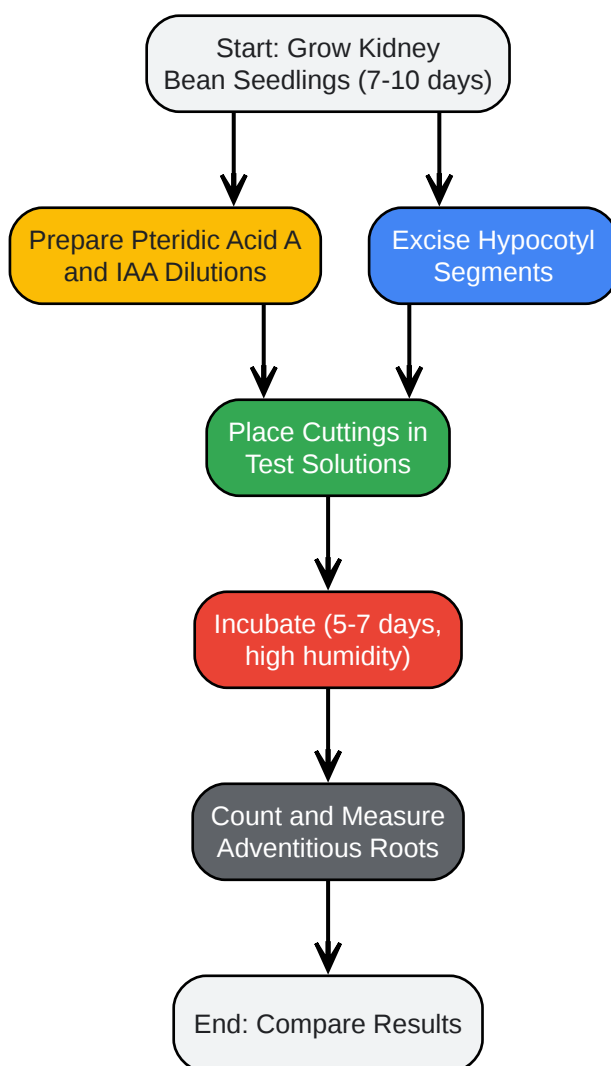 Start: Grow Kidney
Bean Seedlings (7-10 days)
Prepare Pteridic Acid A
and IAA Dilutions
Excise Hypocotyl
Segments
Place Cuttings in
Test Solutions
Incubate (5-7 days,
high humidity)
Count and Measure
Adventitious Roots
End: Compare Results